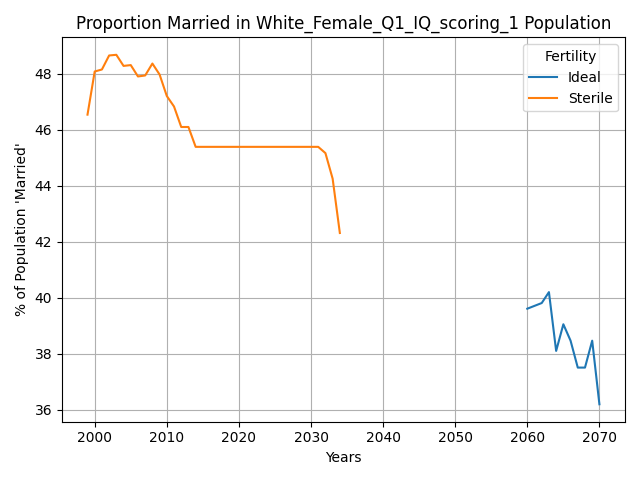 Proportion Married in White_Female_Q1_IQ_scoring_1 Population
% of Population 'Married'
48
46
44
42
40
38
36
Fertility
Ideal
Sterile
2000 2010 2020 2030 2040 2050 2060 2070
Years